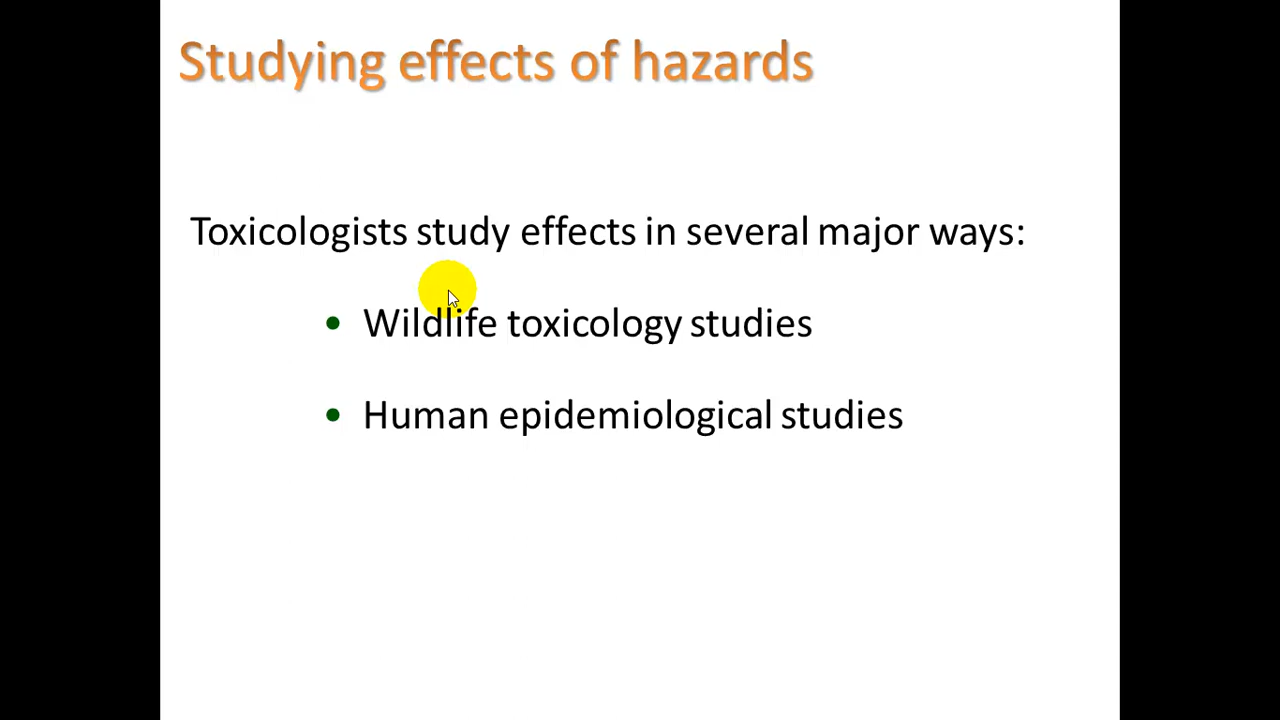 Studying effects of hazards
Toxicologists study effects in several major ways:
• Wildlife toxicology studies
• Human epidemiological studies